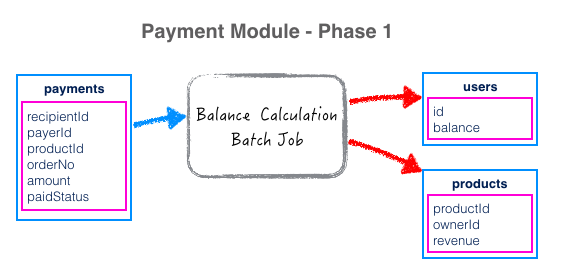 Payment Module - Phase 1
payments
recipientId
payerId
productId
orderNo
amount
paidStatus
Balance Calculation
Batch Job
users
id
balance
products
productId
ownerId
revenue